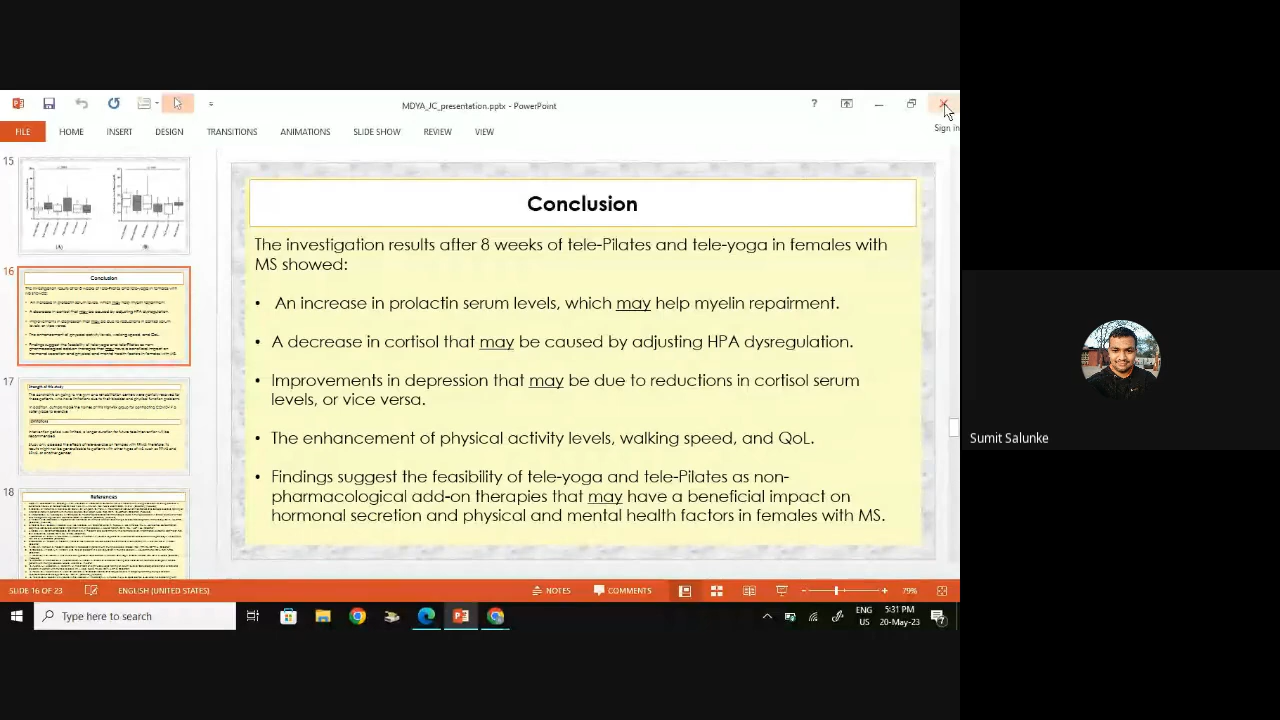 MDYA_JC_presentation.pptx - PowerPoint
?
Sign in
FILE HOME INSERT DESIGN TRANSITIONS ANIMATIONS SLIDE SHOW REVIEW VIEW
15
(A) (B)
16
Conclusion
17
Strength of this study
Limitations
18
References
Conclusion
The investigation results after 8 weeks of tele-Pilates and tele-yoga in females with
MS showed:
• An increase in prolactin serum levels, which may help myelin repairment.
• A decrease in cortisol that may be caused by adjusting HPA dysregulation.
• Improvements in depression that may be due to reductions in cortisol serum
levels, or vice versa.
• The enhancement of physical activity levels, walking speed, and QoL.
• Findings suggest the feasibility of tele-yoga and tele-Pilates as non-
pharmacological add-on therapies that may have a beneficial impact on
hormonal secretion and physical and mental health factors in females with MS.
Sumit Salunke
SLIDE 16 OF 23 ENGLISH (UNITED STATES) NOTES COMMENTS 79%
Type here to search
ENG
US
5:31 PM
20-May-23
7